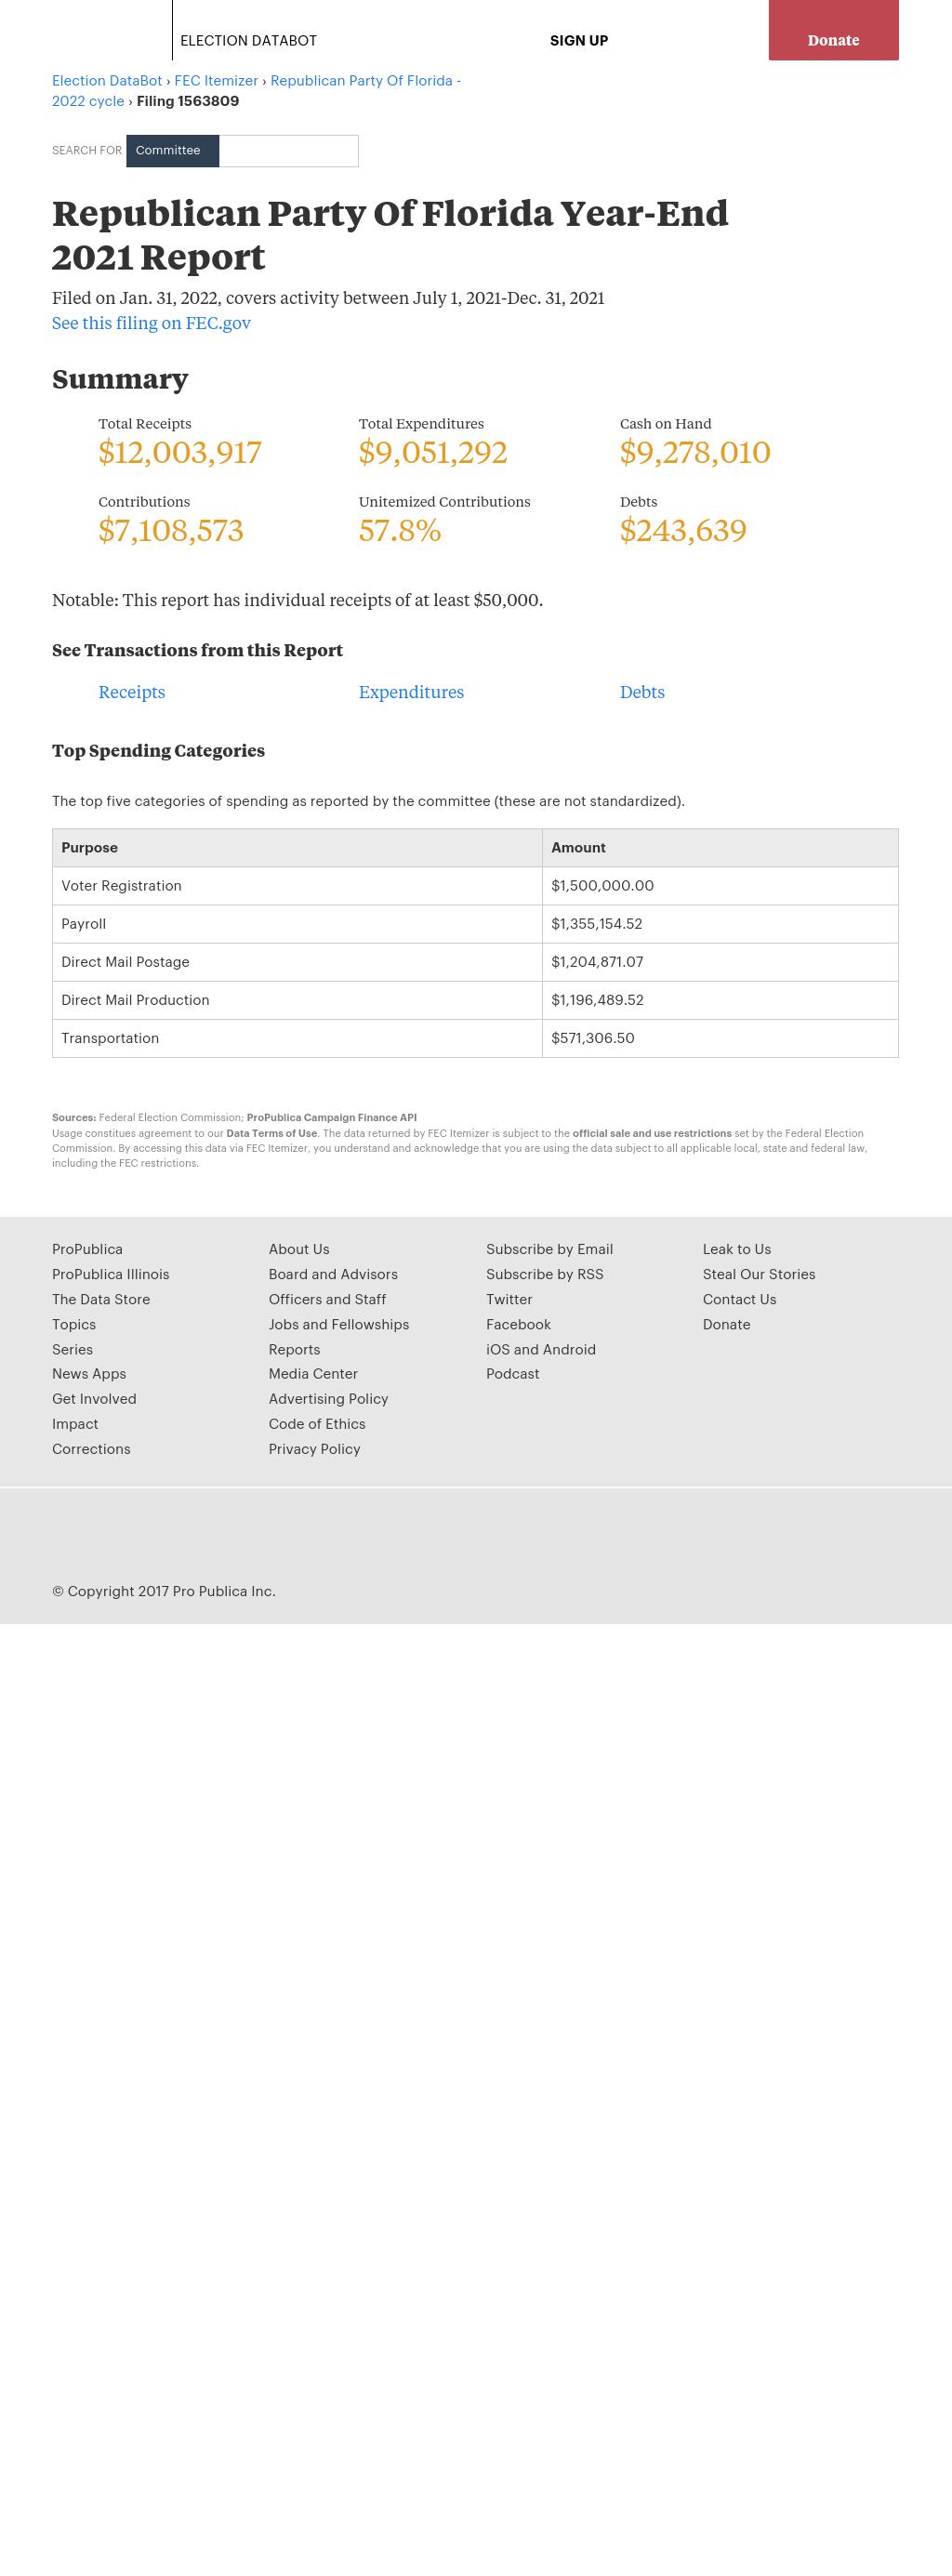 ELECTION DATABOT
SIGN UP
Donate
Election DataBot › FEC Itemizer › Republican Party Of Florida -
2022 cycle › Filing 1563809
SEARCH FOR Committee
Republican Party Of Florida Year-End
2021 Report
Filed on Jan. 31, 2022, covers activity between July 1, 2021-Dec. 31, 2021
See this filing on FEC.gov
Summary
Total Receipts
$12,003,917
Total Expenditures
$9,051,292
Cash on Hand
$9,278,010
Contributions
$7,108,573
Unitemized Contributions
57.8%
Debts
$243,639
Notable: This report has individual receipts of at least $50,000.
See Transactions from this Report
Receipts Expenditures Debts
Top Spending Categories
The top five categories of spending as reported by the committee (these are not standardized).
Purpose Amount
Voter Registration $1,500,000.00
Payroll $1,355,154.52
Direct Mail Postage $1,204,871.07
Direct Mail Production $1,196,489.52
Transportation $571,306.50
Sources: Federal Election Commission; ProPublica Campaign Finance API
Usage constitues agreement to our Data Terms of Use. The data returned by FEC Itemizer is subject to the official sale and use restrictions set by the Federal Election
Commission. By accessing this data via FEC Itemizer, you understand and acknowledge that you are using the data subject to all applicable local, state and federal law,
including the FEC restrictions.
ProPublica
ProPublica Illinois
The Data Store
Topics
Series
News Apps
Get Involved
Impact
Corrections
About Us
Board and Advisors
Officers and Staff
Jobs and Fellowships
Reports
Media Center
Advertising Policy
Code of Ethics
Privacy Policy
Subscribe by Email
Subscribe by RSS
Twitter
Facebook
iOS and Android
Podcast
Leak to Us
Steal Our Stories
Contact Us
Donate
© Copyright 2017 Pro Publica Inc.